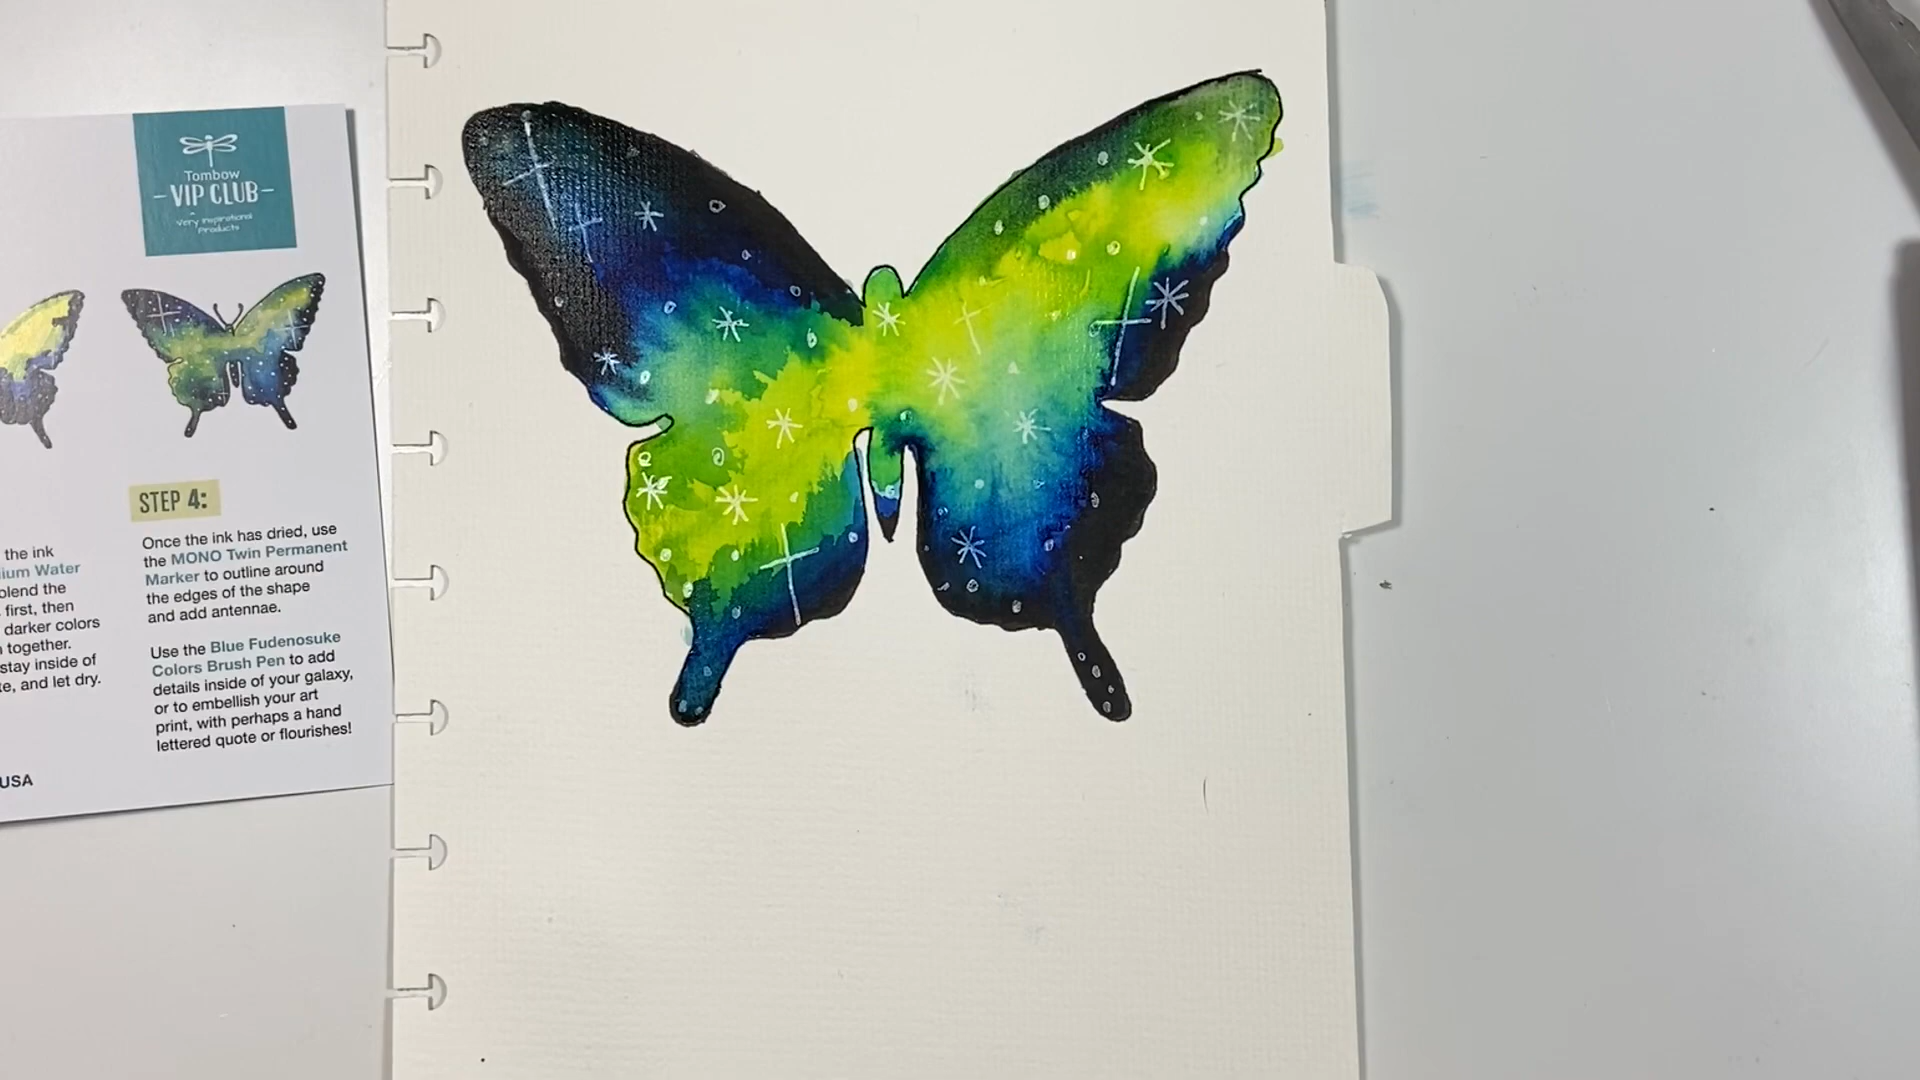 Tombow
VIP CLUB
Very Inspirational
Products
STEP 4:
Once the ink has dried, use
the MONO Twin Permanent
Marker to outline around
the edges of the shape
and add antennae.
Use the Blue Fudenosuke
Colors Brush Pen to add
details inside of your galaxy,
or to embellish your art
print, with perhaps a hand
lettered quote or flourishes!
the ink
Water
blend the
first, then
darker colors
together.
stay inside of
and let dry.
USA